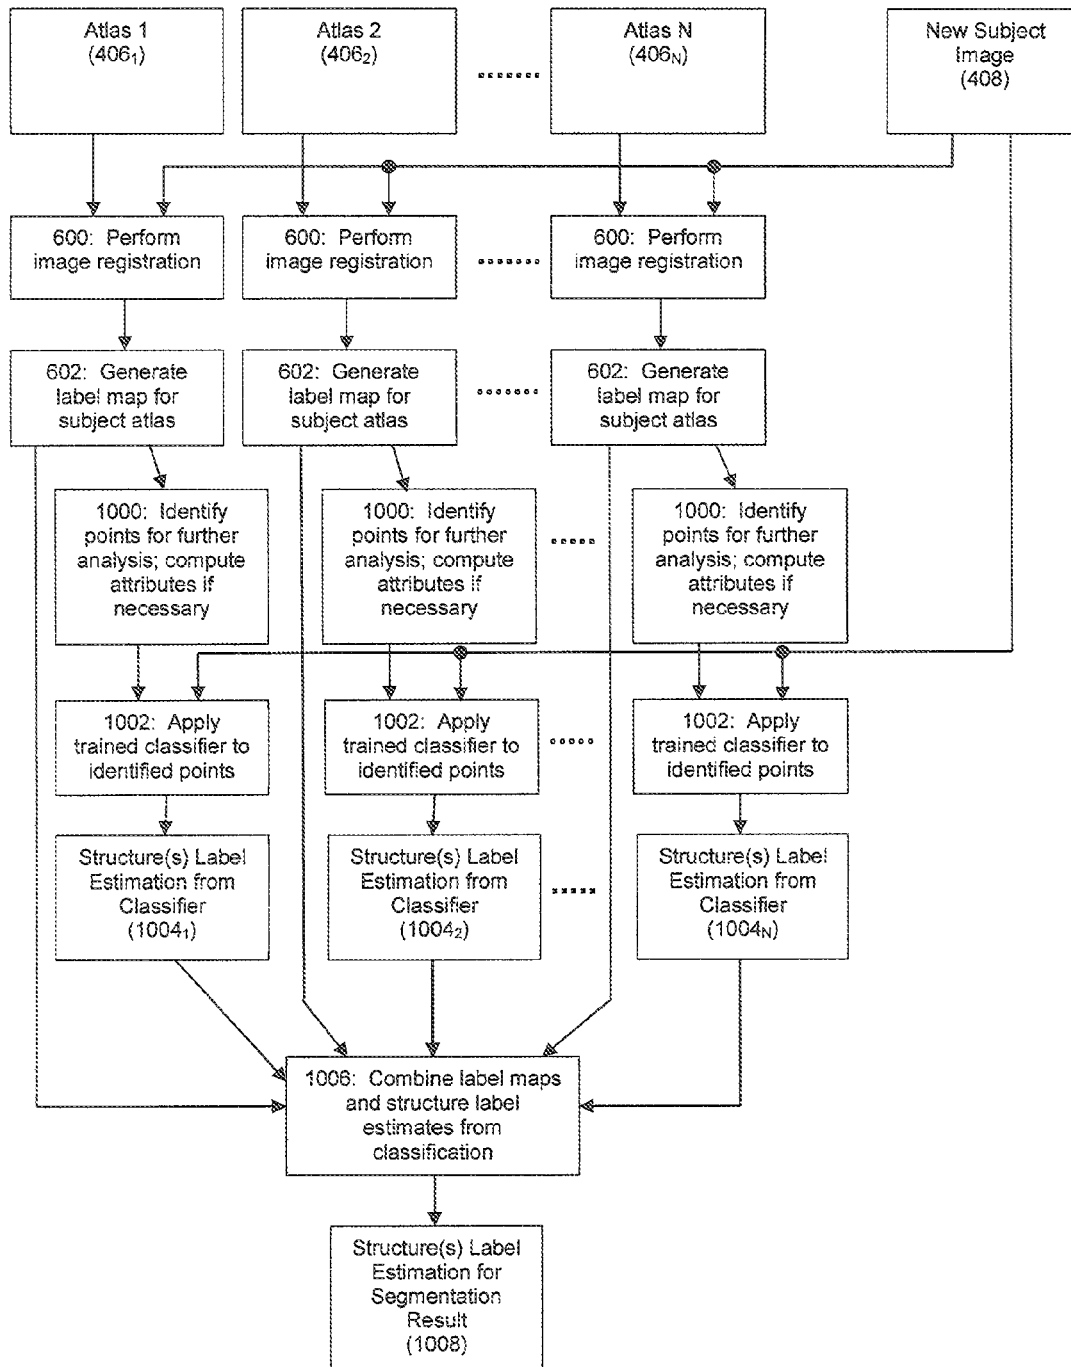 Atlas 1
(406₁)
Atlas 2
(406₂)
Atlas N
(406ₙ)
New Subject
Image
(408)
600: Perform
image registration
600: Perform
image registration
600: Perform
image registration
602: Generate
label map for
subject atlas
602: Generate
label map for
subject atlas
602: Generate
label map for
subject atlas
1000: Identify
points for further
analysis; compute
attributes if
necessary
1000: Identify
points for further
analysis; compute
attributes if
necessary
1000: Identify
points for further
analysis; compute
attributes if
necessary
1002: Apply
trained classifier to
identified points
1002: Apply
trained classifier to
identified points
1002: Apply
trained classifier to
identified points
Structure(s) Label
Estimation from
Classifier
(1004₁)
Structure(s) Label
Estimation from
Classifier
(1004₂)
Structure(s) Label
Estimation from
Classifier
(1004ₙ)
1006: Combine label maps
and structure label
estimates from
classification
Structure(s) Label
Estimation for
Segmentation
Result
(1008)